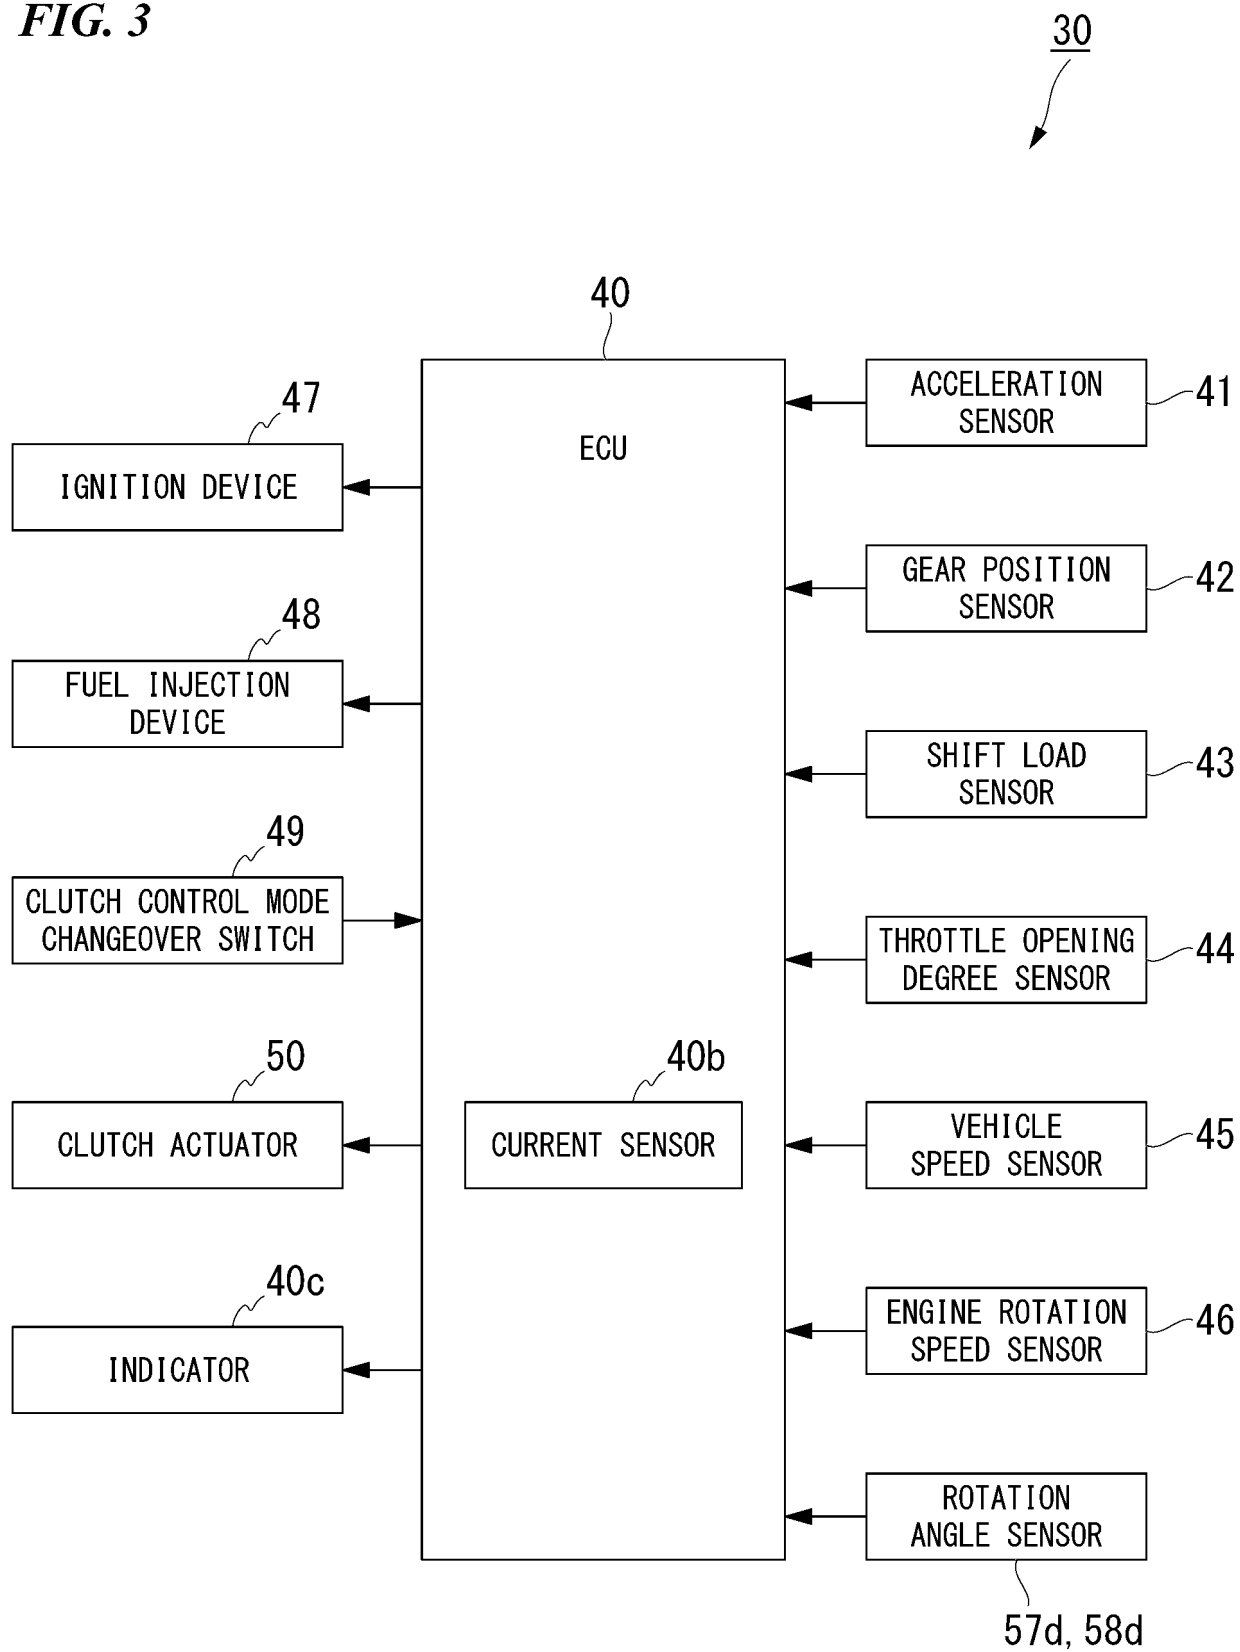 FIG. 3
30
40
ECU
47
IGNITION DEVICE
48
FUEL INJECTION
DEVICE
49
CLUTCH CONTROL MODE
CHANGEOVER SWITCH
50
CLUTCH ACTUATOR
40c
INDICATOR
40b
CURRENT SENSOR
ACCELERATION
SENSOR
41
GEAR POSITION
SENSOR
42
SHIFT LOAD
SENSOR
43
THROTTLE OPENING
DEGREE SENSOR
44
VEHICLE
SPEED SENSOR
45
ENGINE ROTATION
SPEED SENSOR
46
ROTATION
ANGLE SENSOR
57d, 58d